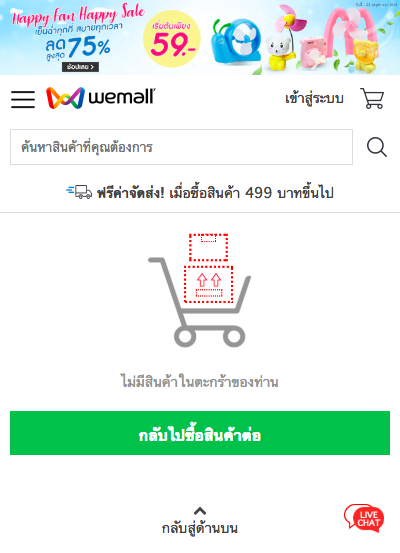 Happy Fan Happy Sale
เย็นฉ่ำทุกที่ สบายทุกเวลา
ลด
สูงสุด 75%
ช้อปเลย >
เริ่มต้นเพียง
59.-
wemall
เข้าสู่ระบบ
ค้นหาสินค้าที่คุณต้องการ
ฟรีค่าจัดส่ง! เมื่อซื้อสินค้า 499 บาทขึ้นไป
ไม่มีสินค้า ในตะกร้าของท่าน
กลับไปซื้อสินค้าต่อ
กลับสู่ด้านบน
LIVE
CHAT